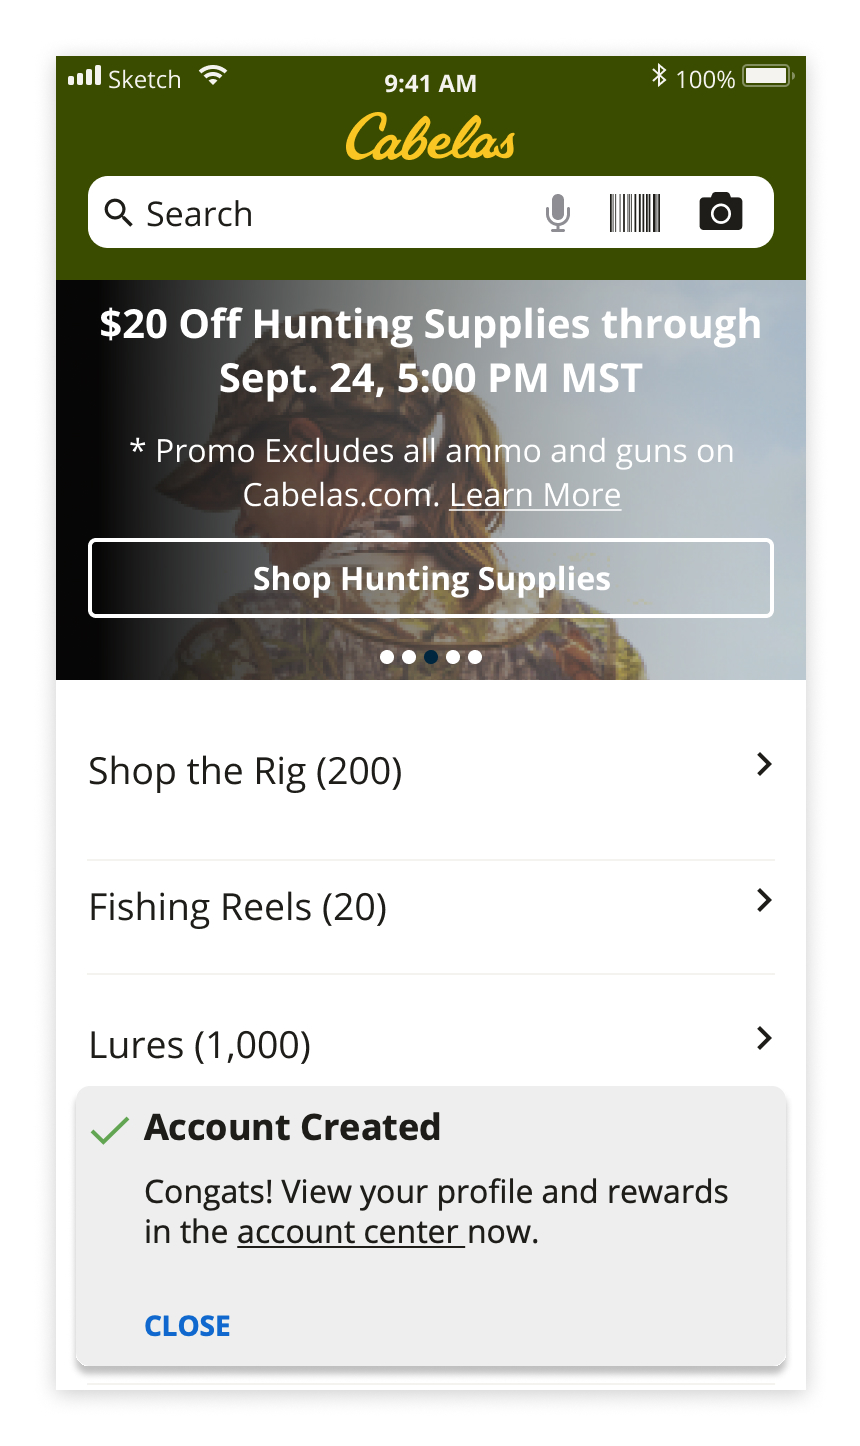 Sketch 9:41 AM 100%
Cabelas
Search
$20 Off Hunting Supplies through
Sept. 24, 5:00 PM MST
* Promo Excludes all ammo and guns on
Cabelas.com. Learn More
Shop Hunting Supplies
Shop the Rig (200)
Fishing Reels (20)
Lures (1,000)
Account Created
Congats! View your profile and rewards
in the account center now.
CLOSE